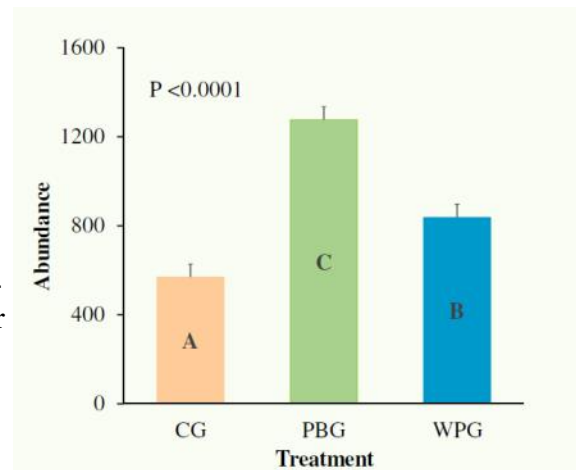 1600
P <0.0001
1200
800
400
0
Abundance
A
C
B
CG PBG WPG
Treatment
r